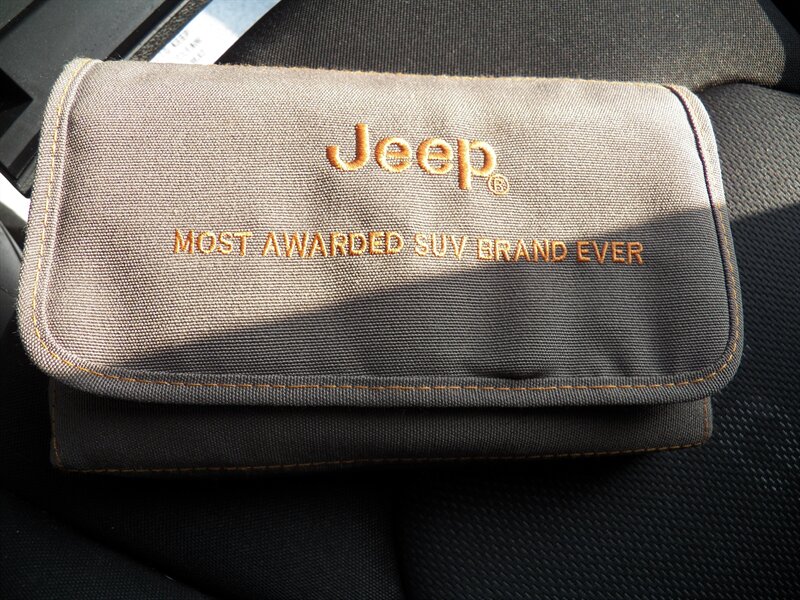 Jeep®
MOST AWARDED SUV BRAND EVER